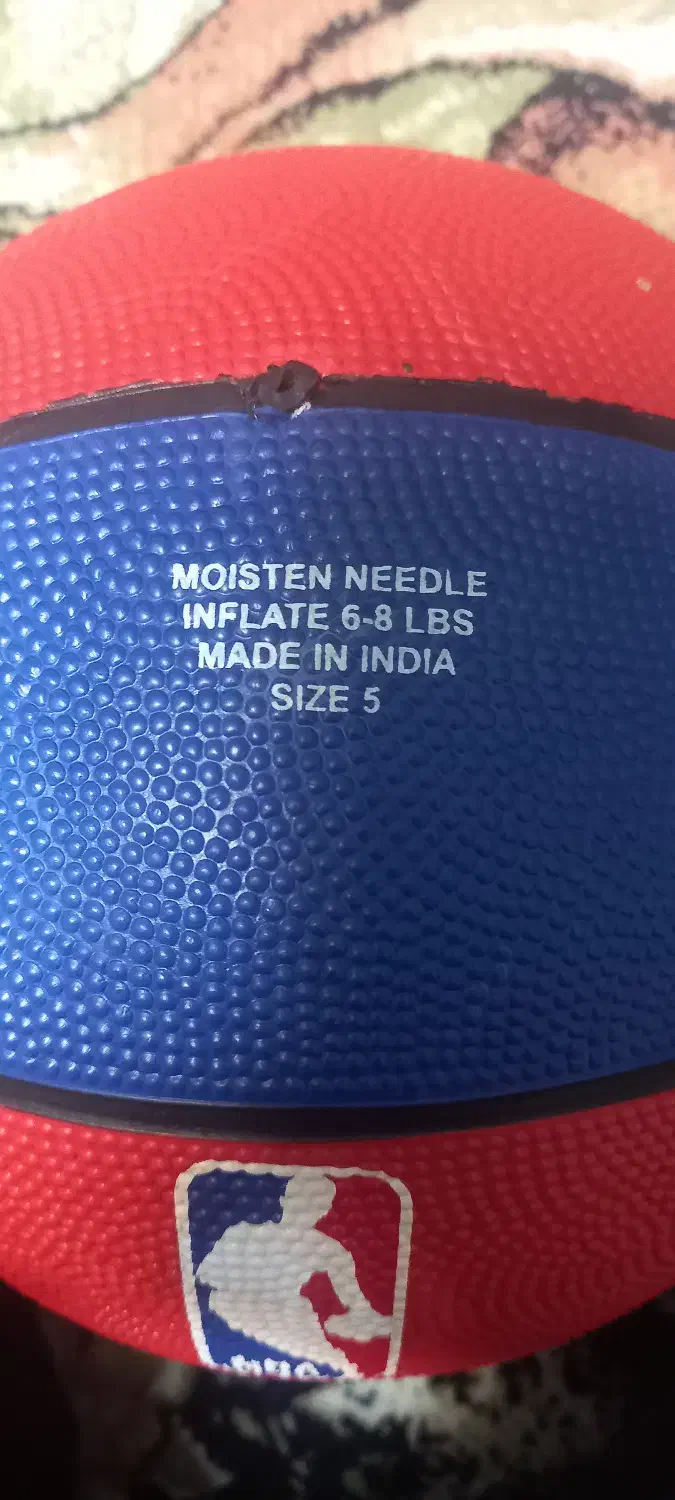 MOISTEN NEEDLE
INFLATE 6-8 LBS
MADE IN INDIA
SIZE 5